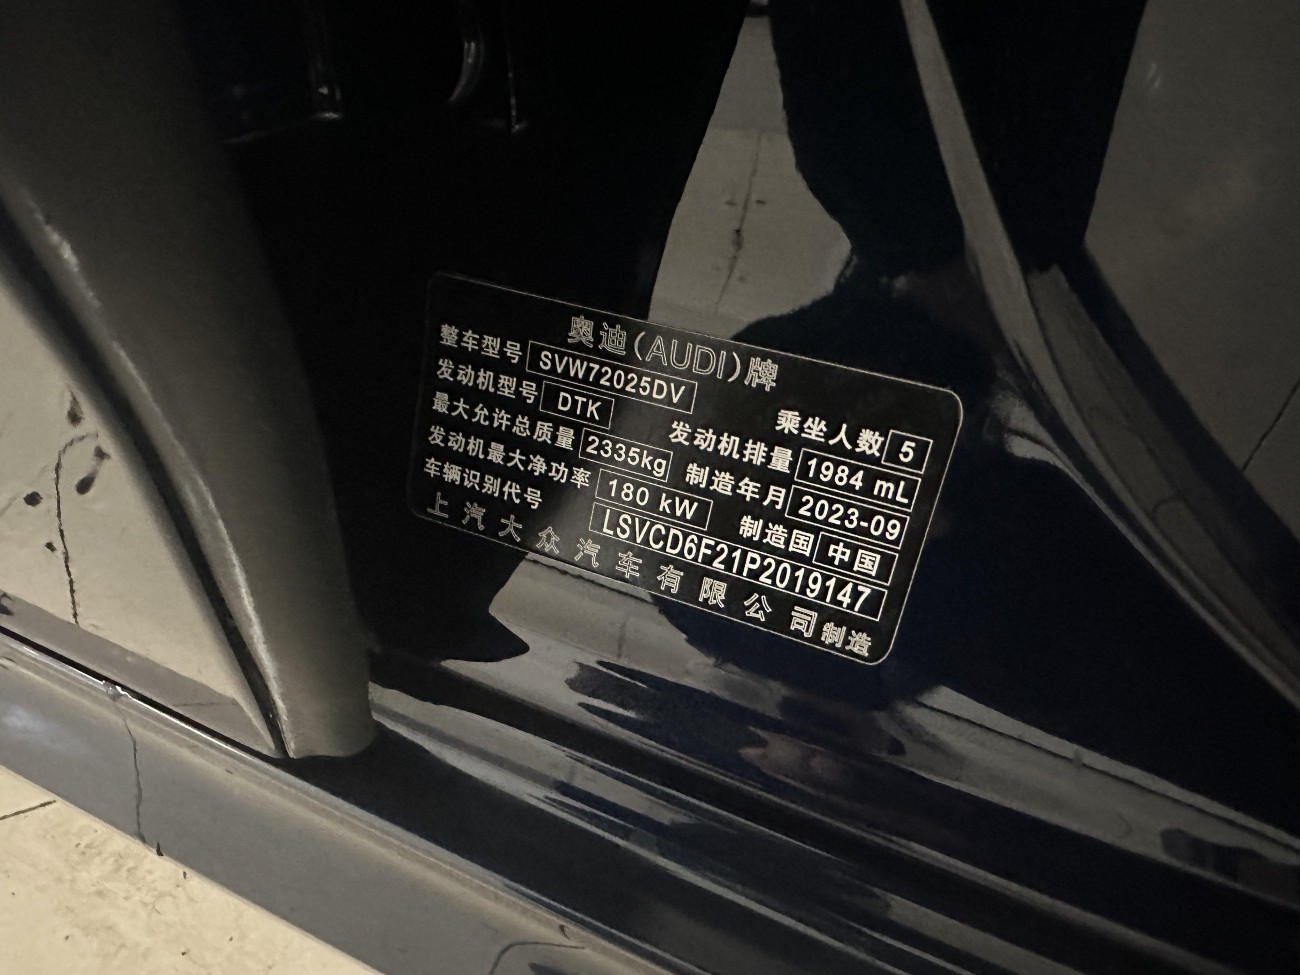 奥迪(AUDI)牌
整车型号 SVW72025DV 乘坐人数 5
发动机型号 DTK 发动机排量 1984 mL
最大允许总质量 2335kg 制造年月 2023-09
发动机最大净功率 180 kW 制造国 中国
车辆识别代号 LSVCD6F21P2019147
上汽大众汽车有限公司制造